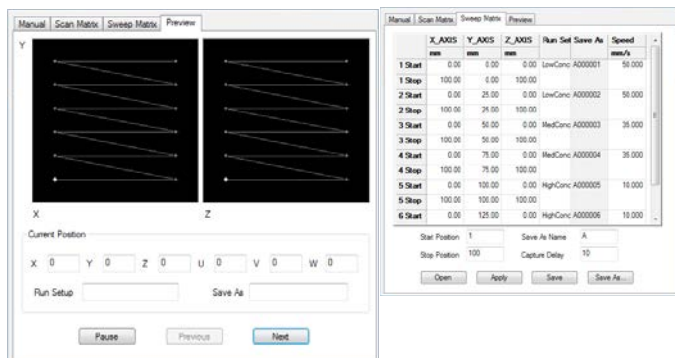 Manual Scan Matrix Sweep Matrix Preview
Y
X Z
Current Position
X 0 Y 0 Z 0 U 0 V 0 W 0
Run Setup Save As
Pause Previous Next
Manual Scan Matrix Sweep Matrix Preview
X_AXIS Y_AXIS Z_AXIS Run Set Save As Speed
mm mm mm mm/s
1 Start 0.00 0.00 0.00 LowConc A000001 50.000
1 Stop 100.00 0.00 100.00
2 Start 0.00 25.00 0.00 LowConc A000002 50.000
2 Stop 100.00 25.00 100.00
3 Start 0.00 50.00 0.00 MedConc A000003 35.000
3 Stop 100.00 50.00 100.00
4 Start 0.00 75.00 0.00 MedConc A000004 35.000
4 Stop 100.00 75.00 100.00
5 Start 0.00 100.00 0.00 HighConc A000005 10.000
5 Stop 100.00 100.00 100.00
6 Start 0.00 125.00 0.00 HighConc A000006 10.000
Start Position 1 Save As Name A
Stop Position 100 Capture Delay 10
Open Apply Save Save As...